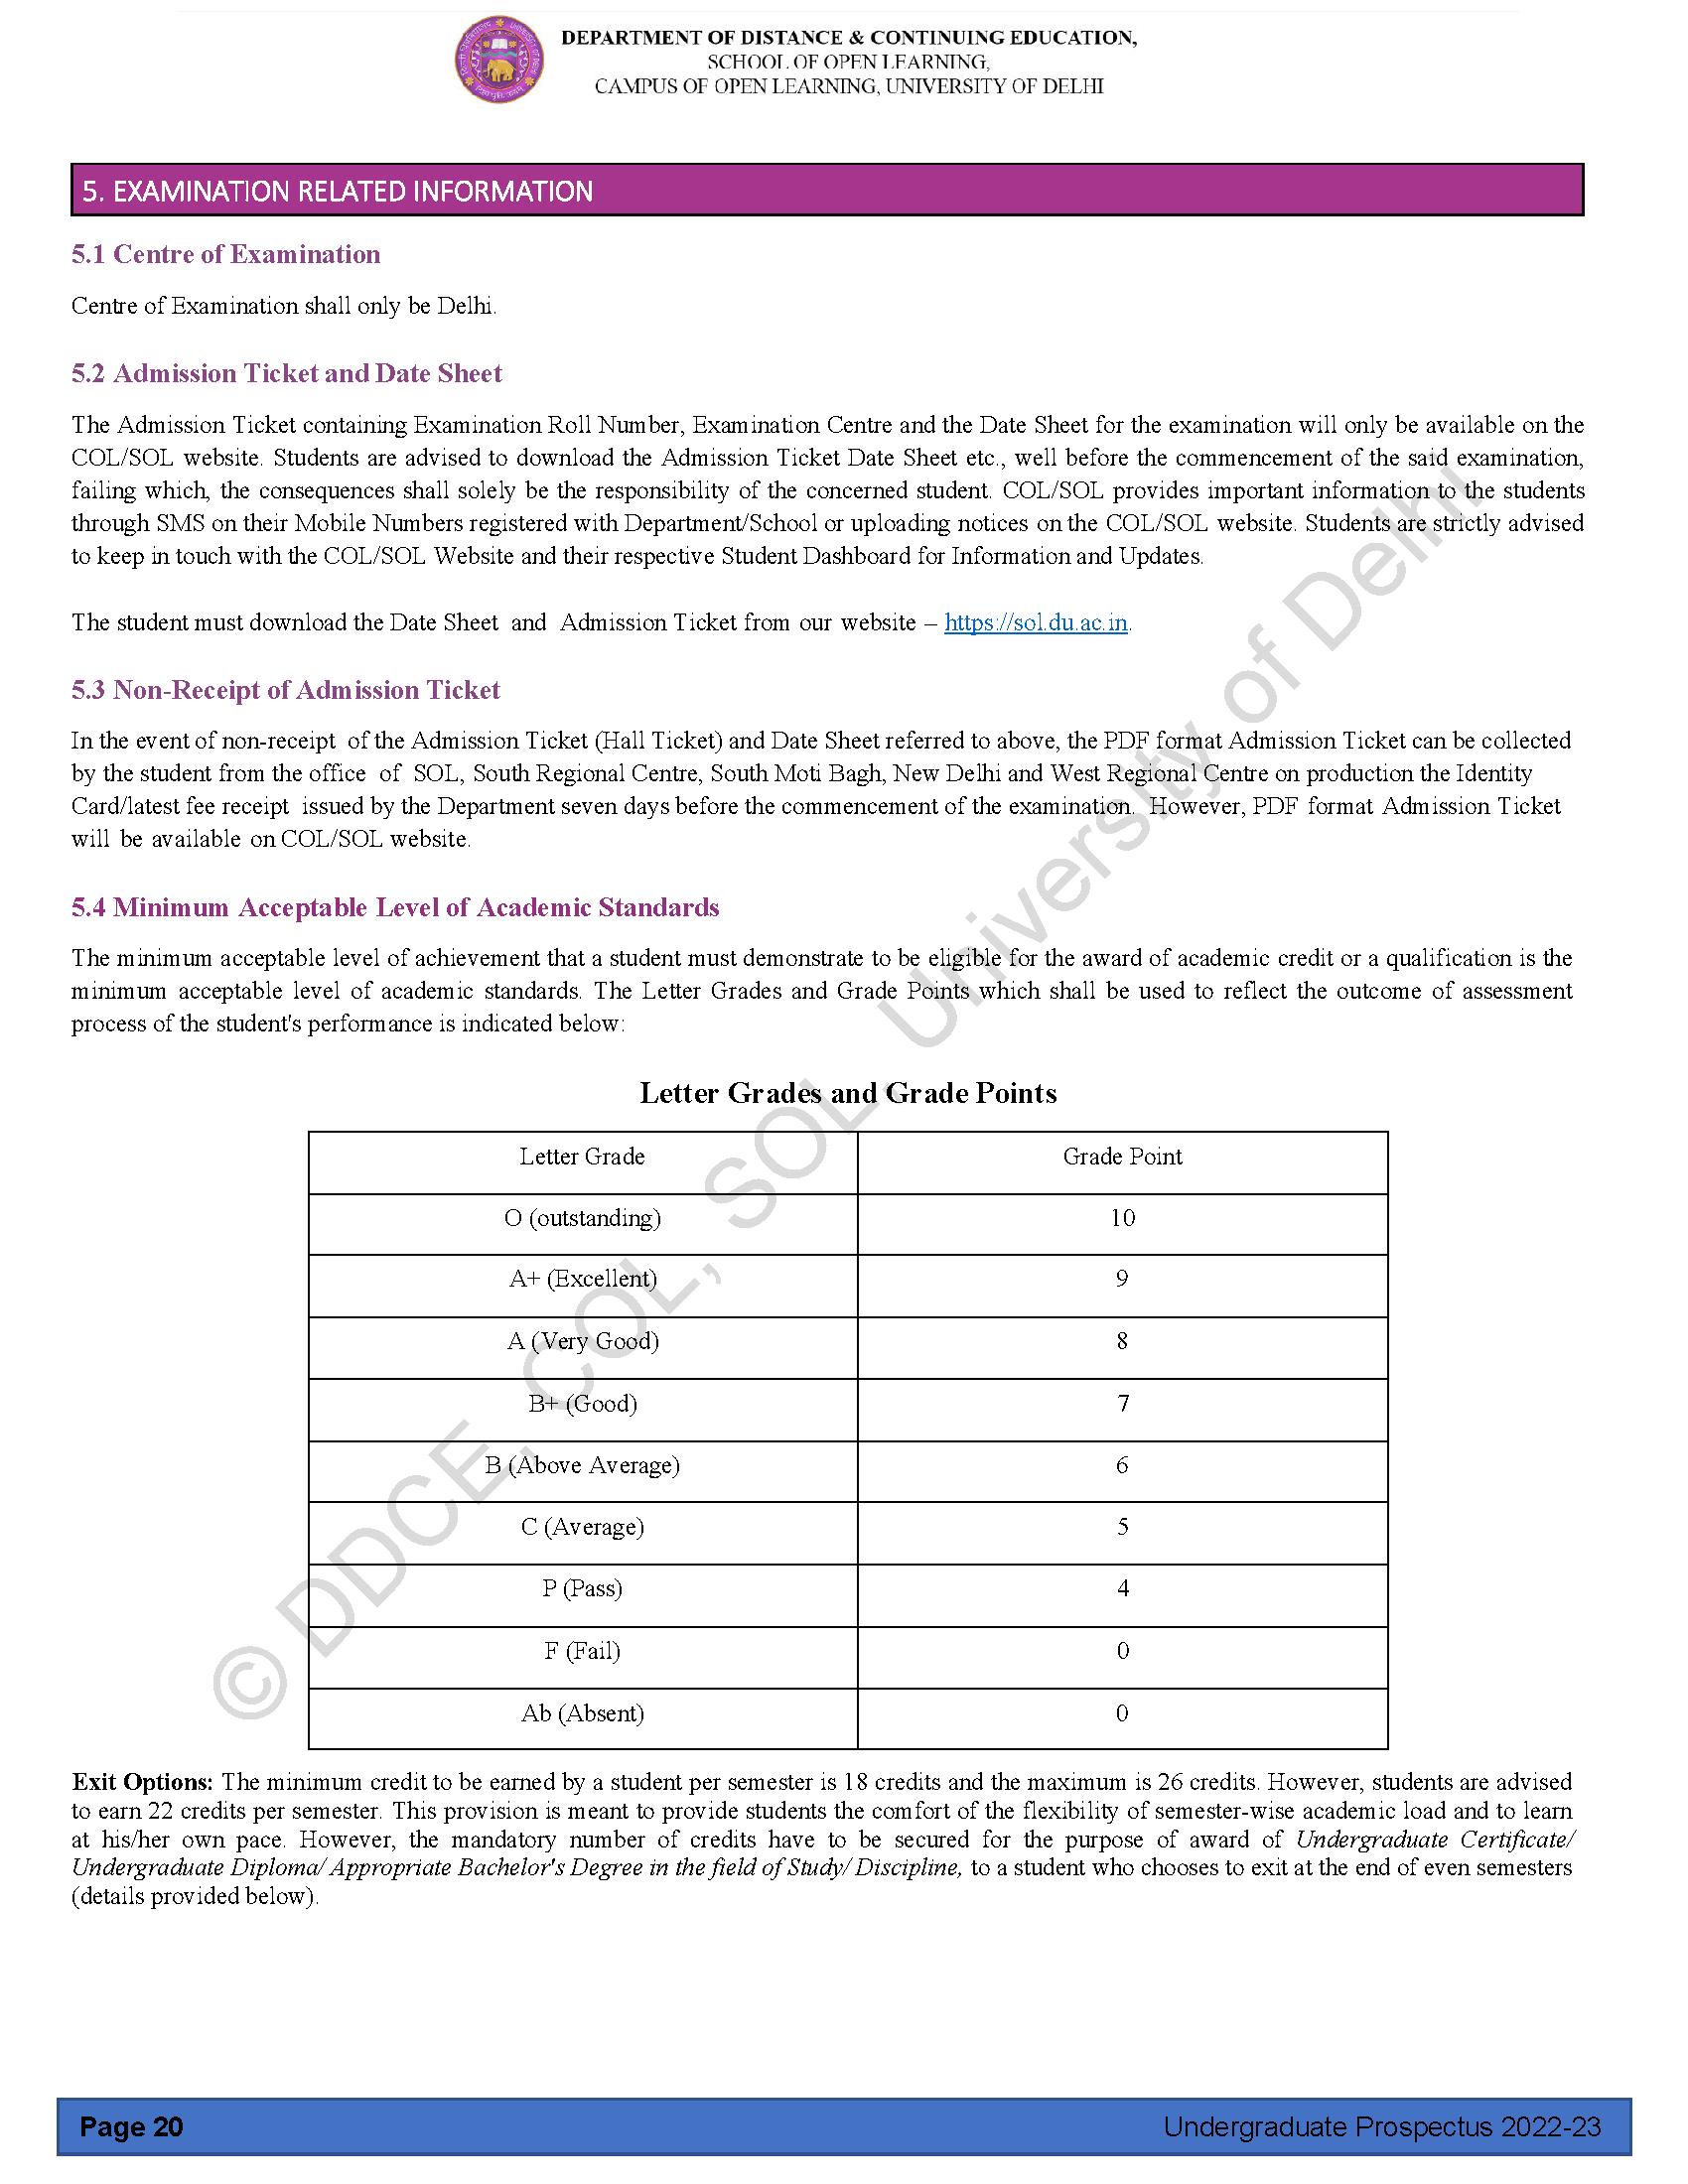 DEPARTMENT OF DISTANCE & CONTINUING EDUCATION,
SCHOOL OF OPEN LEARNING,
CAMPUS OF OPEN LEARNING, UNIVERSITY OF DELHI
5. EXAMINATION RELATED INFORMATION
5.1 Centre of Examination
Centre of Examination shall only be Delhi.
5.2 Admission Ticket and Date Sheet
The Admission Ticket containing Examination Roll Number, Examination Centre and the Date Sheet for the examination will only be available on the
COL/SOL website. Students are advised to download the Admission Ticket Date Sheet etc., well before the commencement of the said examination,
failing which, the consequences shall solely be the responsibility of the concerned student. COL/SOL provides important information to the students
through SMS on their Mobile Numbers registered with Department/School or uploading notices on the COL/SOL website. Students are strictly advised
to keep in touch with the COL/SOL Website and their respective Student Dashboard for Information and Updates.
The student must download the Date Sheet and Admission Ticket from our website – https://sol.du.ac.in.
5.3 Non-Receipt of Admission Ticket
In the event of non-receipt of the Admission Ticket (Hall Ticket) and Date Sheet referred to above, the PDF format Admission Ticket can be collected
by the student from the office of SOL, South Regional Centre, South Moti Bagh, New Delhi and West Regional Centre on production the Identity
Card/latest fee receipt issued by the Department seven days before the commencement of the examination. However, PDF format Admission Ticket
will be available on COL/SOL website.
5.4 Minimum Acceptable Level of Academic Standards
The minimum acceptable level of achievement that a student must demonstrate to be eligible for the award of academic credit or a qualification is the
minimum acceptable level of academic standards. The Letter Grades and Grade Points which shall be used to reflect the outcome of assessment
process of the student's performance is indicated below:
Letter Grades and Grade Points
Letter Grade Grade Point
O (outstanding) 10
A+ (Excellent) 9
A (Very Good) 8
B+ (Good) 7
B (Above Average) 6
C (Average) 5
P (Pass) 4
F (Fail) 0
Ab (Absent) 0
Exit Options: The minimum credit to be earned by a student per semester is 18 credits and the maximum is 26 credits. However, students are advised
to earn 22 credits per semester. This provision is meant to provide students the comfort of the flexibility of semester-wise academic load and to learn
at his/her own pace. However, the mandatory number of credits have to be secured for the purpose of award of Undergraduate Certificate/
Undergraduate Diploma/ Appropriate Bachelor's Degree in the field of Study/ Discipline, to a student who chooses to exit at the end of even semesters
(details provided below).
© DDCE, COL, SOL, University of Delhi
Page 20 Undergraduate Prospectus 2022-23